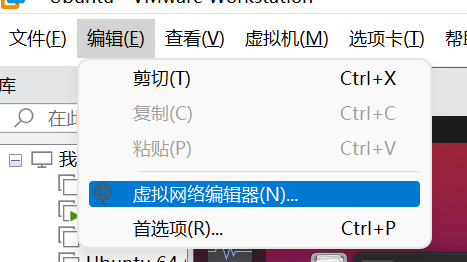 Ubuntu - VMware Workstation
文件(F) 编辑(E) 查看(V) 虚拟机(M) 选项卡(T) 帮
库
剪切(T) Ctrl+X
复制(C) Ctrl+C
在此
粘贴(P) Ctrl+V
我
虚拟网络编辑器(N)...
首选项(R)... Ctrl+P
Ubuntu 64